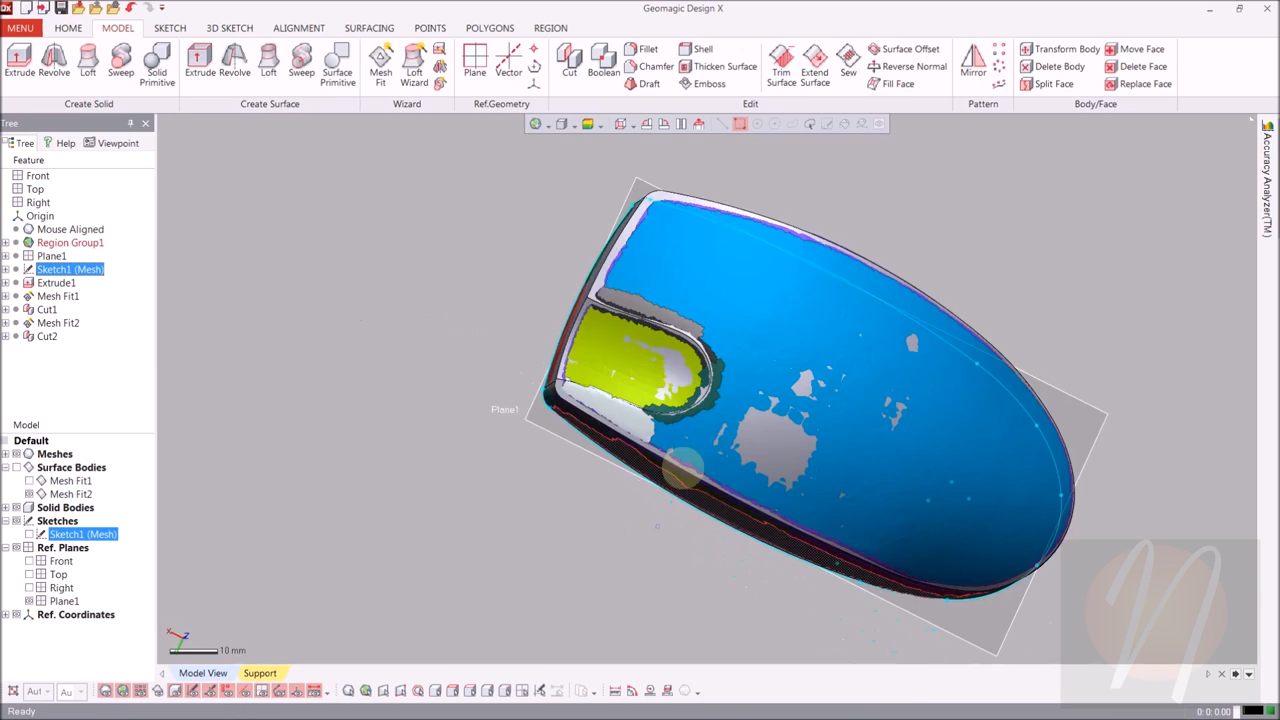 Geomagic Design X
MENU HOME MODEL SKETCH 3D SKETCH ALIGNMENT SURFACING POINTS POLYGONS REGION
Extrude Revolve Loft Sweep Solid Primitive
Create Solid
Extrude Revolve Loft Sweep Surface Primitive
Create Surface
Mesh Fit Loft Wizard
Wizard
Plane Vector
Ref.Geometry
Cut Boolean
Fillet Shell
Chamfer Thicken Surface
Draft Emboss
Trim Surface Extend Surface Sew
Surface Offset
Reverse Normal
Fill Face
Edit
Mirror
Pattern
Transform Body Move Face
Delete Body Delete Face
Split Face Replace Face
Body/Face
Tree
Tree Help Viewpoint
Feature
Front
Top
Right
Origin
Mouse Aligned
Region Group1
Plane1
Sketch1 (Mesh)
Extrude1
Mesh Fit1
Cut1
Mesh Fit2
Cut2
Model
Default
Meshes
Surface Bodies
Mesh Fit1
Mesh Fit2
Solid Bodies
Sketches
Sketch1 (Mesh)
Ref. Planes
Front
Top
Right
Plane1
Ref. Coordinates
Plane1
Accuracy Analyzer(TM)
X Z
10 mm
Model View Support
Aut Au
Ready
0: 0: 0.00